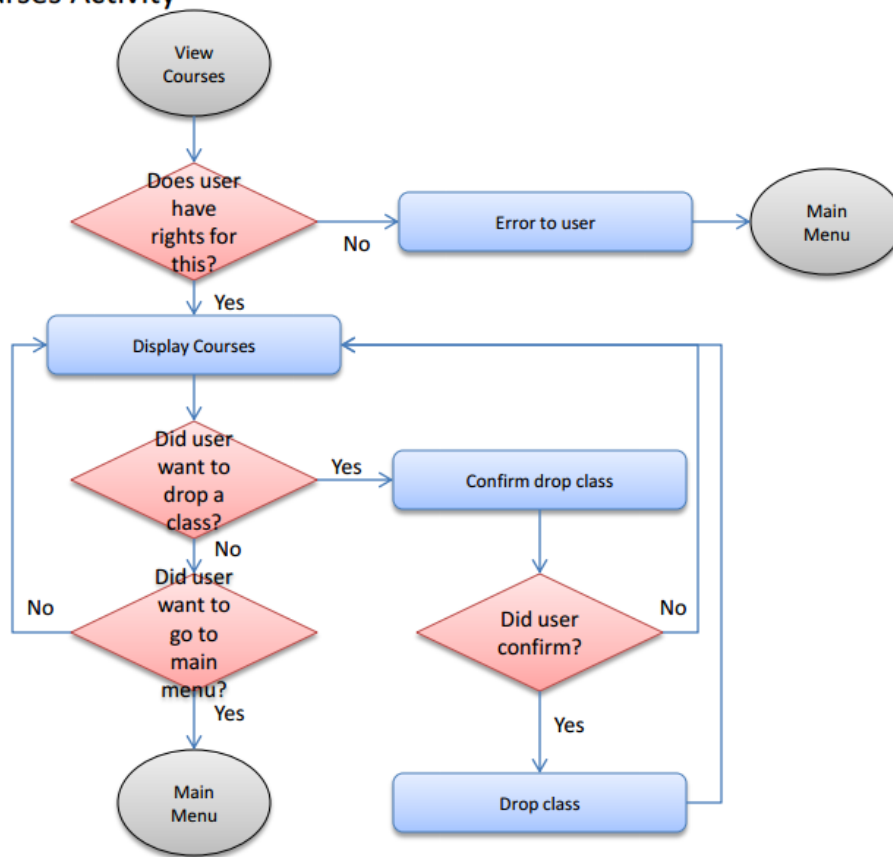 Activity
View
Courses
Does user
have
rights for
this?
No
Error to user
Main
Menu
Yes
Display Courses
Did user
want to
drop a
class?
Yes
Confirm drop class
No
Did user
want to
go to
main
menu?
No
Did user
confirm?
No
Yes
Yes
Main
Menu
Drop class